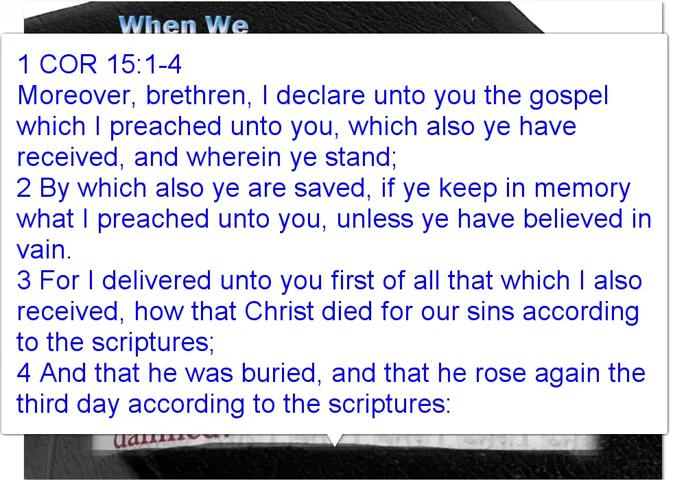 When We
1 COR 15:1-4
Moreover, brethren, I declare unto you the gospel
which I preached unto you, which also ye have
received, and wherein ye stand;
2 By which also ye are saved, if ye keep in memory
what I preached unto you, unless ye have believed in
vain.
3 For I delivered unto you first of all that which I also
received, how that Christ died for our sins according
to the scriptures;
4 And that he was buried, and that he rose again the
third day according to the scriptures:
damned.